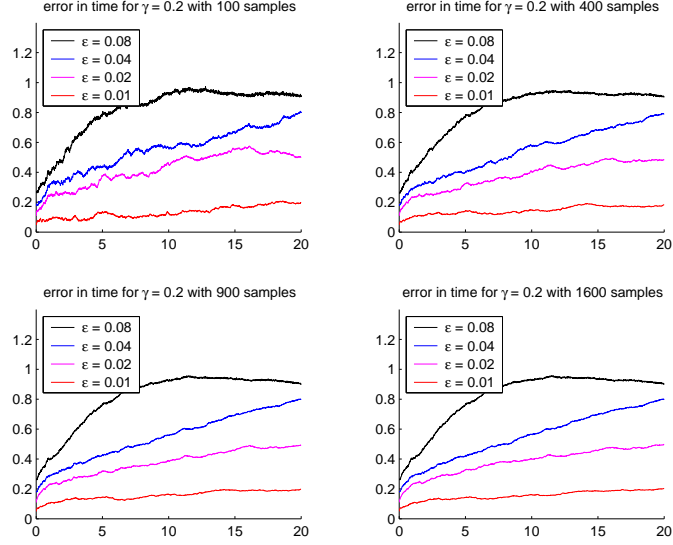 error in time for γ = 0.2 with 100 samples
ε = 0.08
ε = 0.04
ε = 0.02
ε = 0.01
0
0.2
0.4
0.6
0.8
1
1.2
0 5 10 15 20
error in time for γ = 0.2 with 400 samples
ε = 0.08
ε = 0.04
ε = 0.02
ε = 0.01
0
0.2
0.4
0.6
0.8
1
1.2
0 5 10 15 20
error in time for γ = 0.2 with 900 samples
ε = 0.08
ε = 0.04
ε = 0.02
ε = 0.01
0
0.2
0.4
0.6
0.8
1
1.2
0 5 10 15 20
error in time for γ = 0.2 with 1600 samples
ε = 0.08
ε = 0.04
ε = 0.02
ε = 0.01
0
0.2
0.4
0.6
0.8
1
1.2
0 5 10 15 20